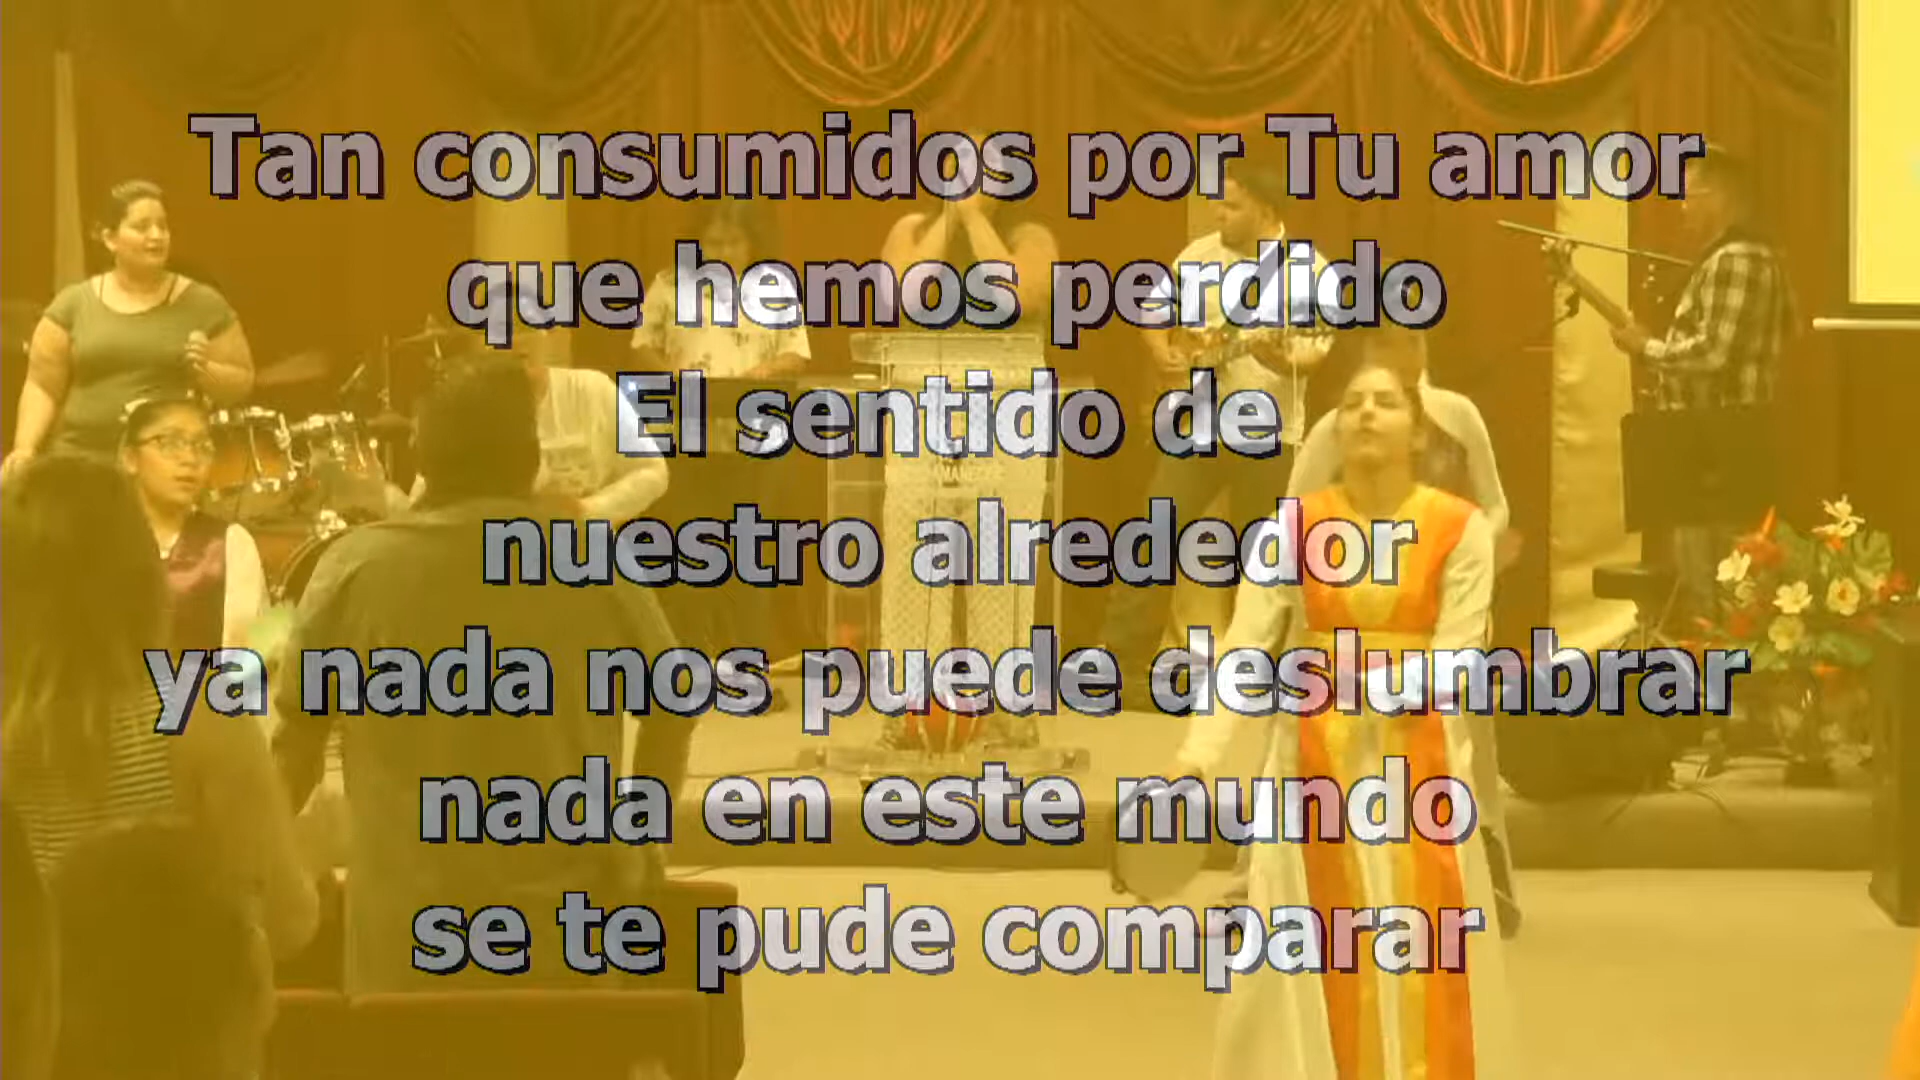 Tan consumidos por Tu amor
que hemos perdido
El sentido de
nuestro alrededor
ya nada nos puede deslumbrar
nada en este mundo
se te pude comparar